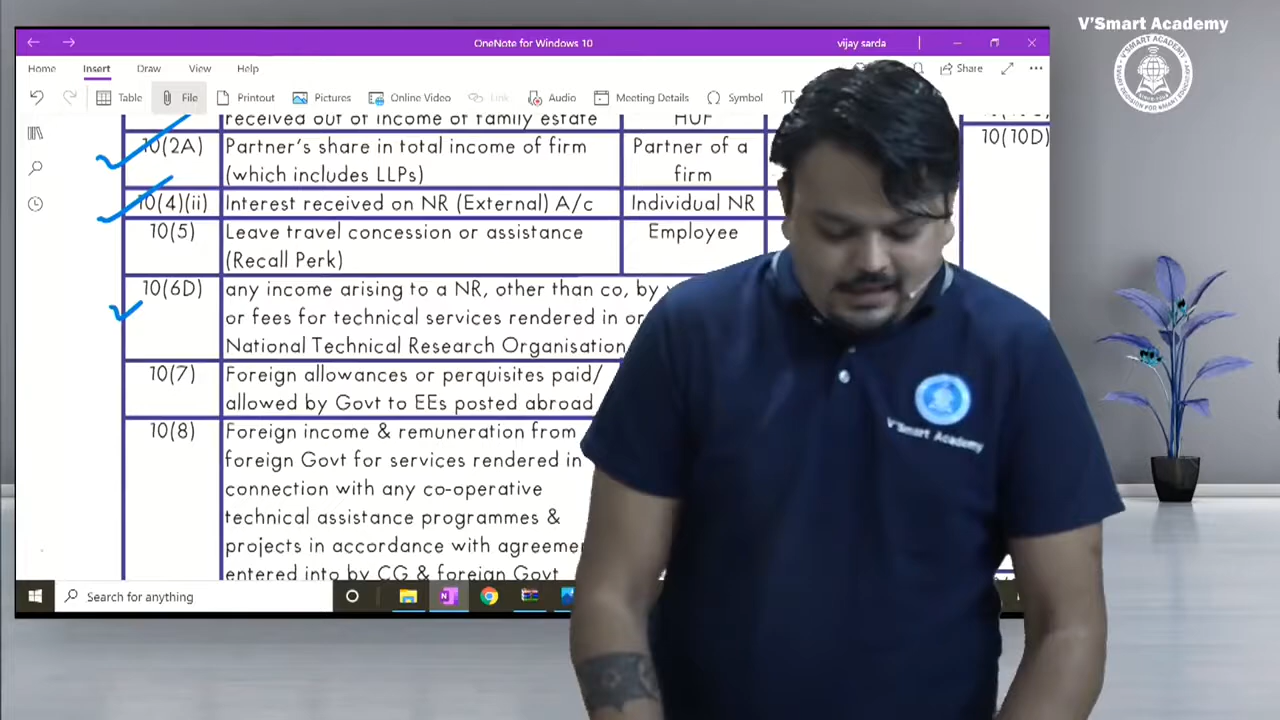 V'Smart Academy
OneNote for Windows 10
vijay sarda
Home Insert Draw View Help
Share
Table File Printout Pictures Online Video Link Audio Meeting Details Symbol
received out of income of family estate HUF
10(2A) Partner's share in total income of firm Partner of a
(which includes LLPs) firm
10(10D)
10(4)(ii) Interest received on NR (External) A/c Individual NR
10(5) Leave travel concession or assistance Employee
(Recall Perk)
10(6D) any income arising to a NR, other than co, by
or fees for technical services rendered in or
National Technical Research Organisation
10(7) Foreign allowances or perquisites paid/
allowed by Govt to EEs posted abroad
10(8) Foreign income & remuneration from
foreign Govt for services rendered in
connection with any co-operative
technical assistance programmes &
projects in accordance with
entered into by CG & foreign Govt
Search for anything
V'Smart Academy